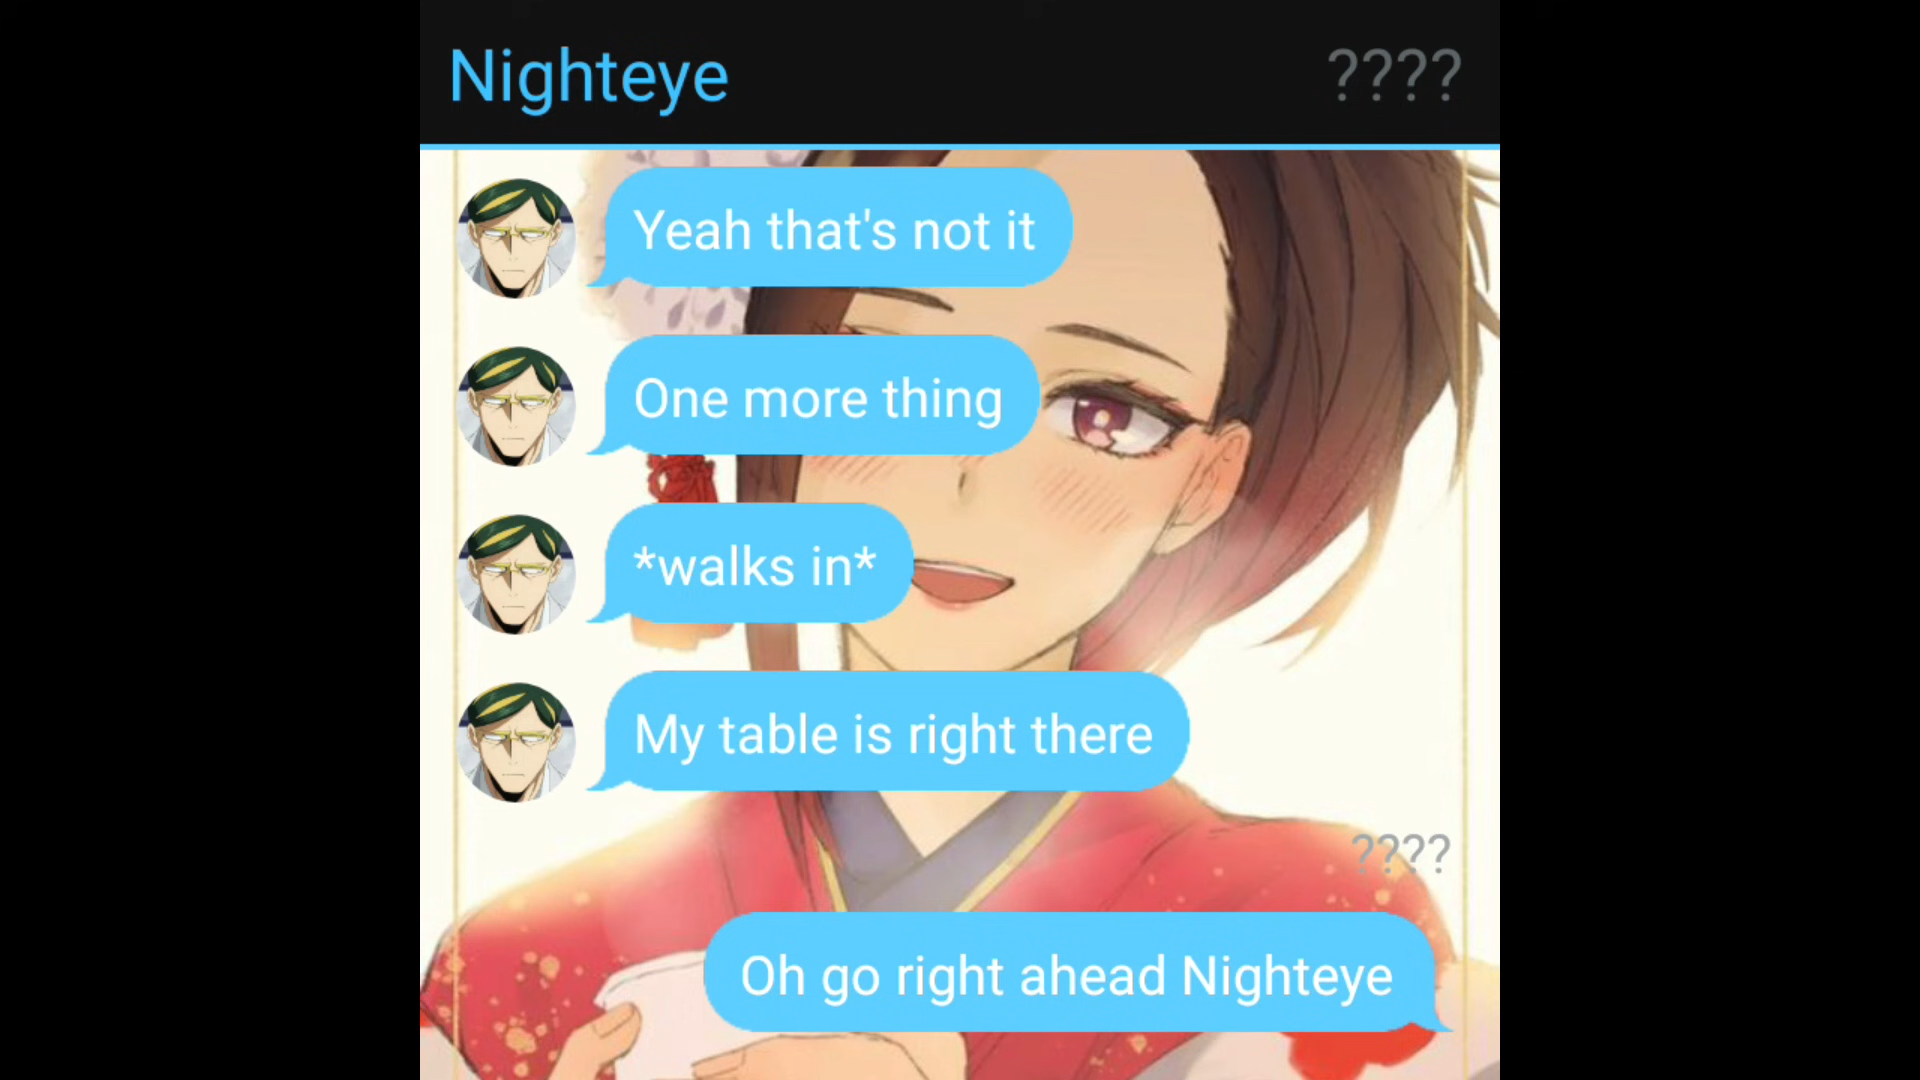 Nighteye
????
Yeah that's not it
One more thing
*walks in*
My table is right there
????
Oh go right ahead Nighteye